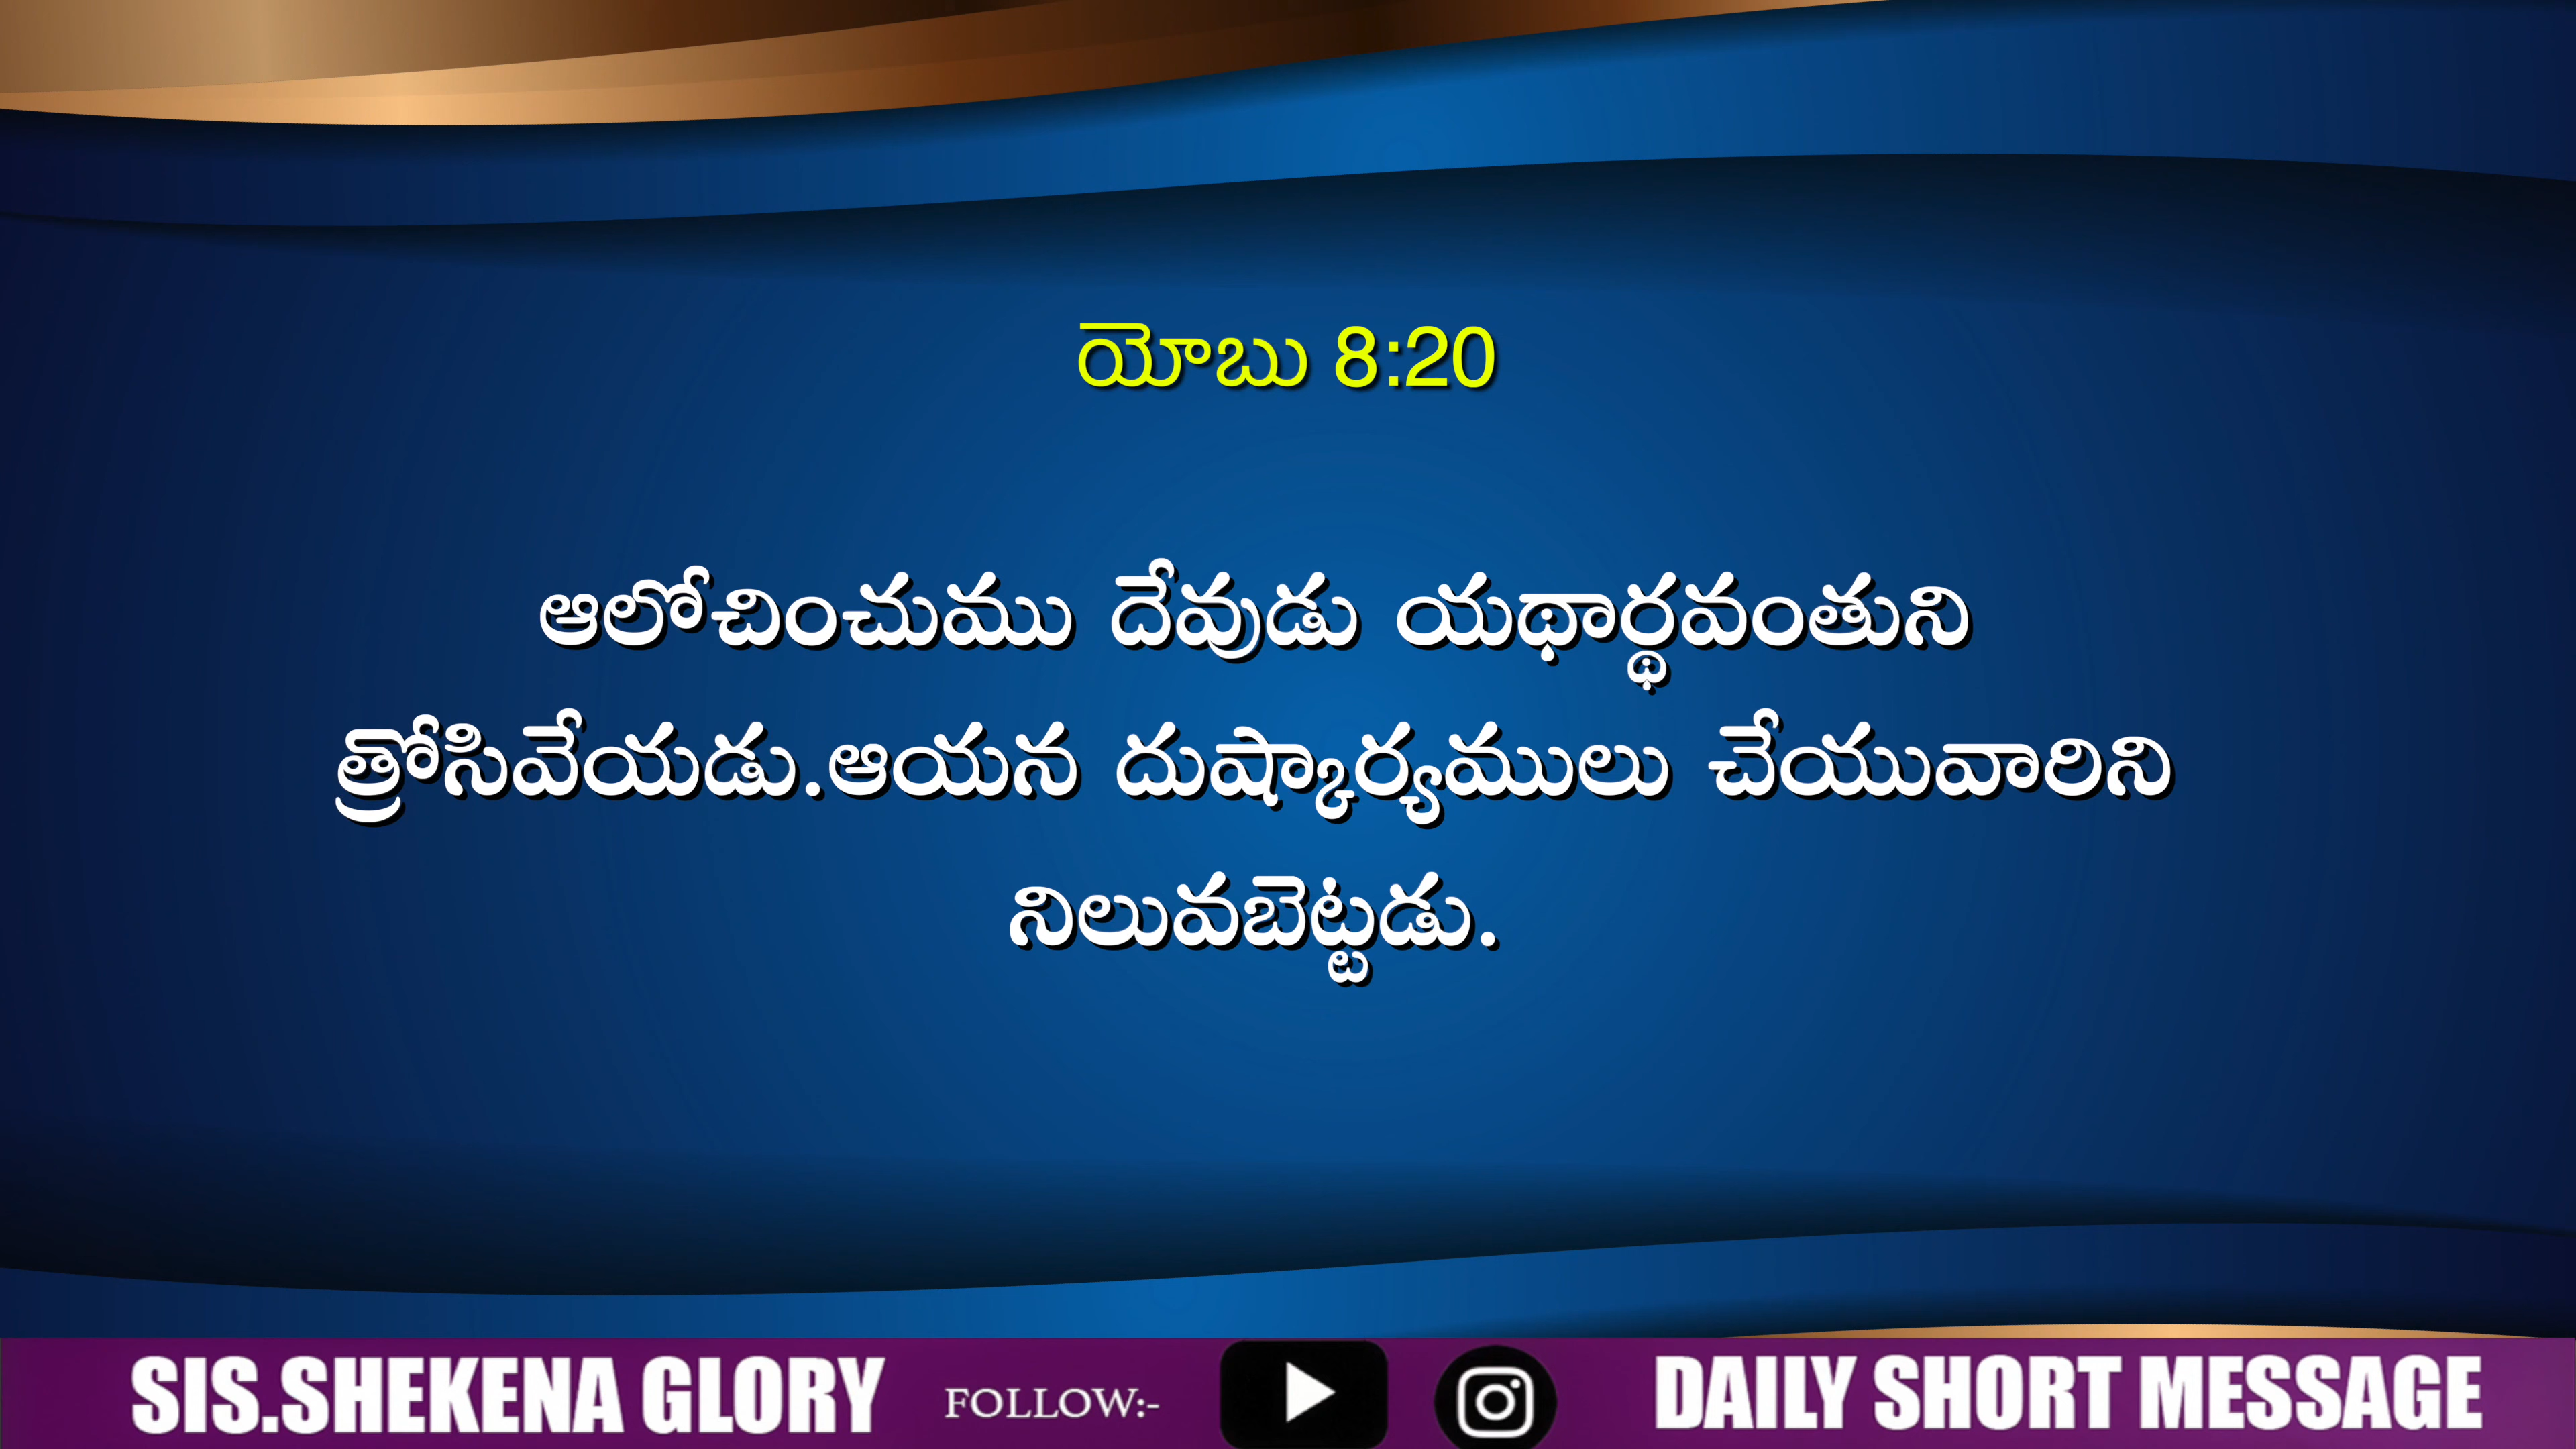 యోబు 8:20
ఆలోచించుము దేవుడు యథార్థవంతుని
త్రోసివేయడు.ఆయన దుష్కార్యములు చేయువారిని
నిలువబెట్టడు.
SIS.SHEKENA GLORY FOLLOW:- DAILY SHORT MESSAGE